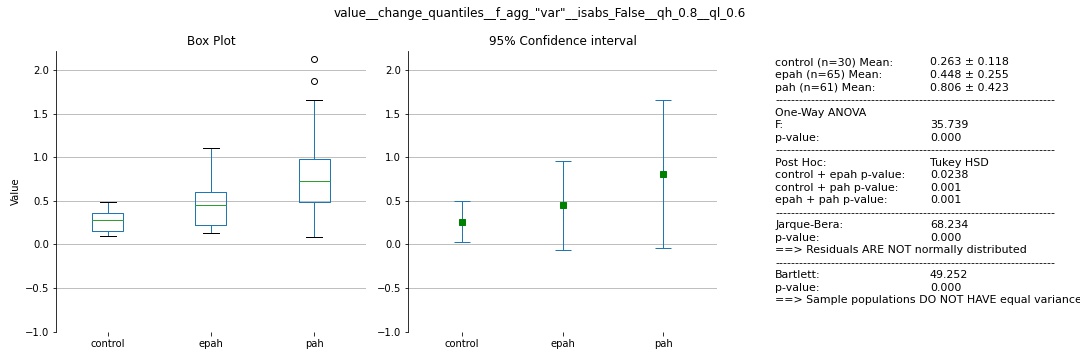 value__change_quantiles__f_agg_"var"__isabs_False__qh_0.8__ql_0.6
Box Plot
Value
2.0
1.5
1.0
0.5
0.0
−0.5
−1.0
control
epah
pah
95% Confidence interval
2.0
1.5
1.0
0.5
0.0
−0.5
−1.0
control
epah
pah
control (n=30) Mean: 0.263 ± 0.118
epah (n=65) Mean: 0.448 ± 0.255
pah (n=61) Mean: 0.806 ± 0.423
One-Way ANOVA
F: 35.739
p-value: 0.000
Post Hoc: Tukey HSD
control + epah p-value: 0.0238
control + pah p-value: 0.001
epah + pah p-value: 0.001
Jarque-Bera: 68.234
p-value: 0.000
==> Residuals ARE NOT normally distributed
Bartlett: 49.252
p-value: 0.000
==> Sample populations DO NOT HAVE equal variance